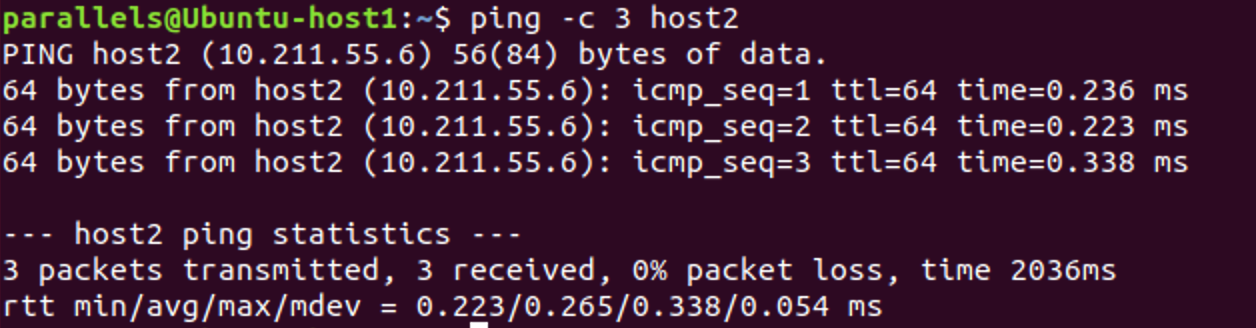 parallels@Ubuntu-host1:~$ ping -c 3 host2
PING host2 (10.211.55.6) 56(84) bytes of data.
64 bytes from host2 (10.211.55.6): icmp_seq=1 ttl=64 time=0.236 ms
64 bytes from host2 (10.211.55.6): icmp_seq=2 ttl=64 time=0.223 ms
64 bytes from host2 (10.211.55.6): icmp_seq=3 ttl=64 time=0.338 ms
--- host2 ping statistics ---
3 packets transmitted, 3 received, 0% packet loss, time 2036ms
rtt min/avg/max/mdev = 0.223/0.265/0.338/0.054 ms